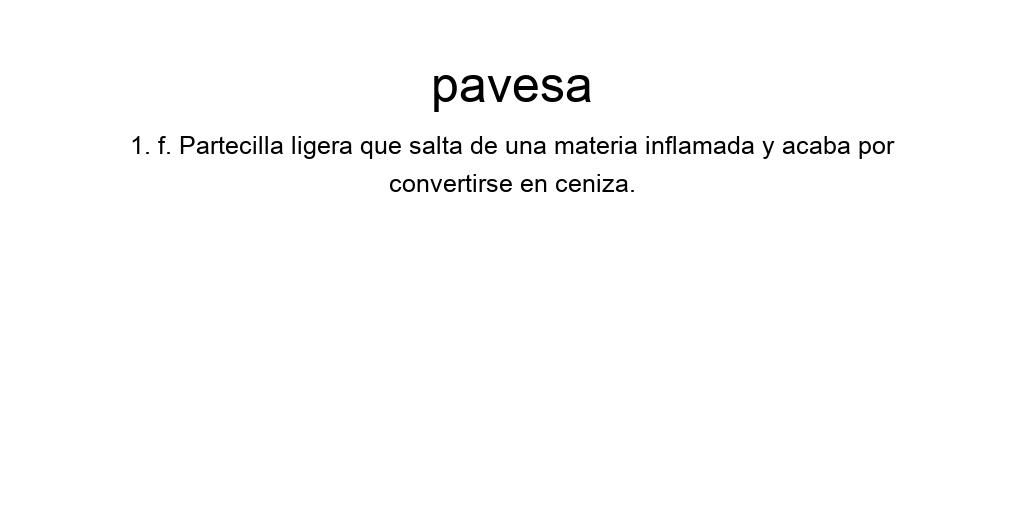 pavesa
1. f. Partecilla ligera que salta de una materia inflamada y acaba por
convertirse en ceniza.